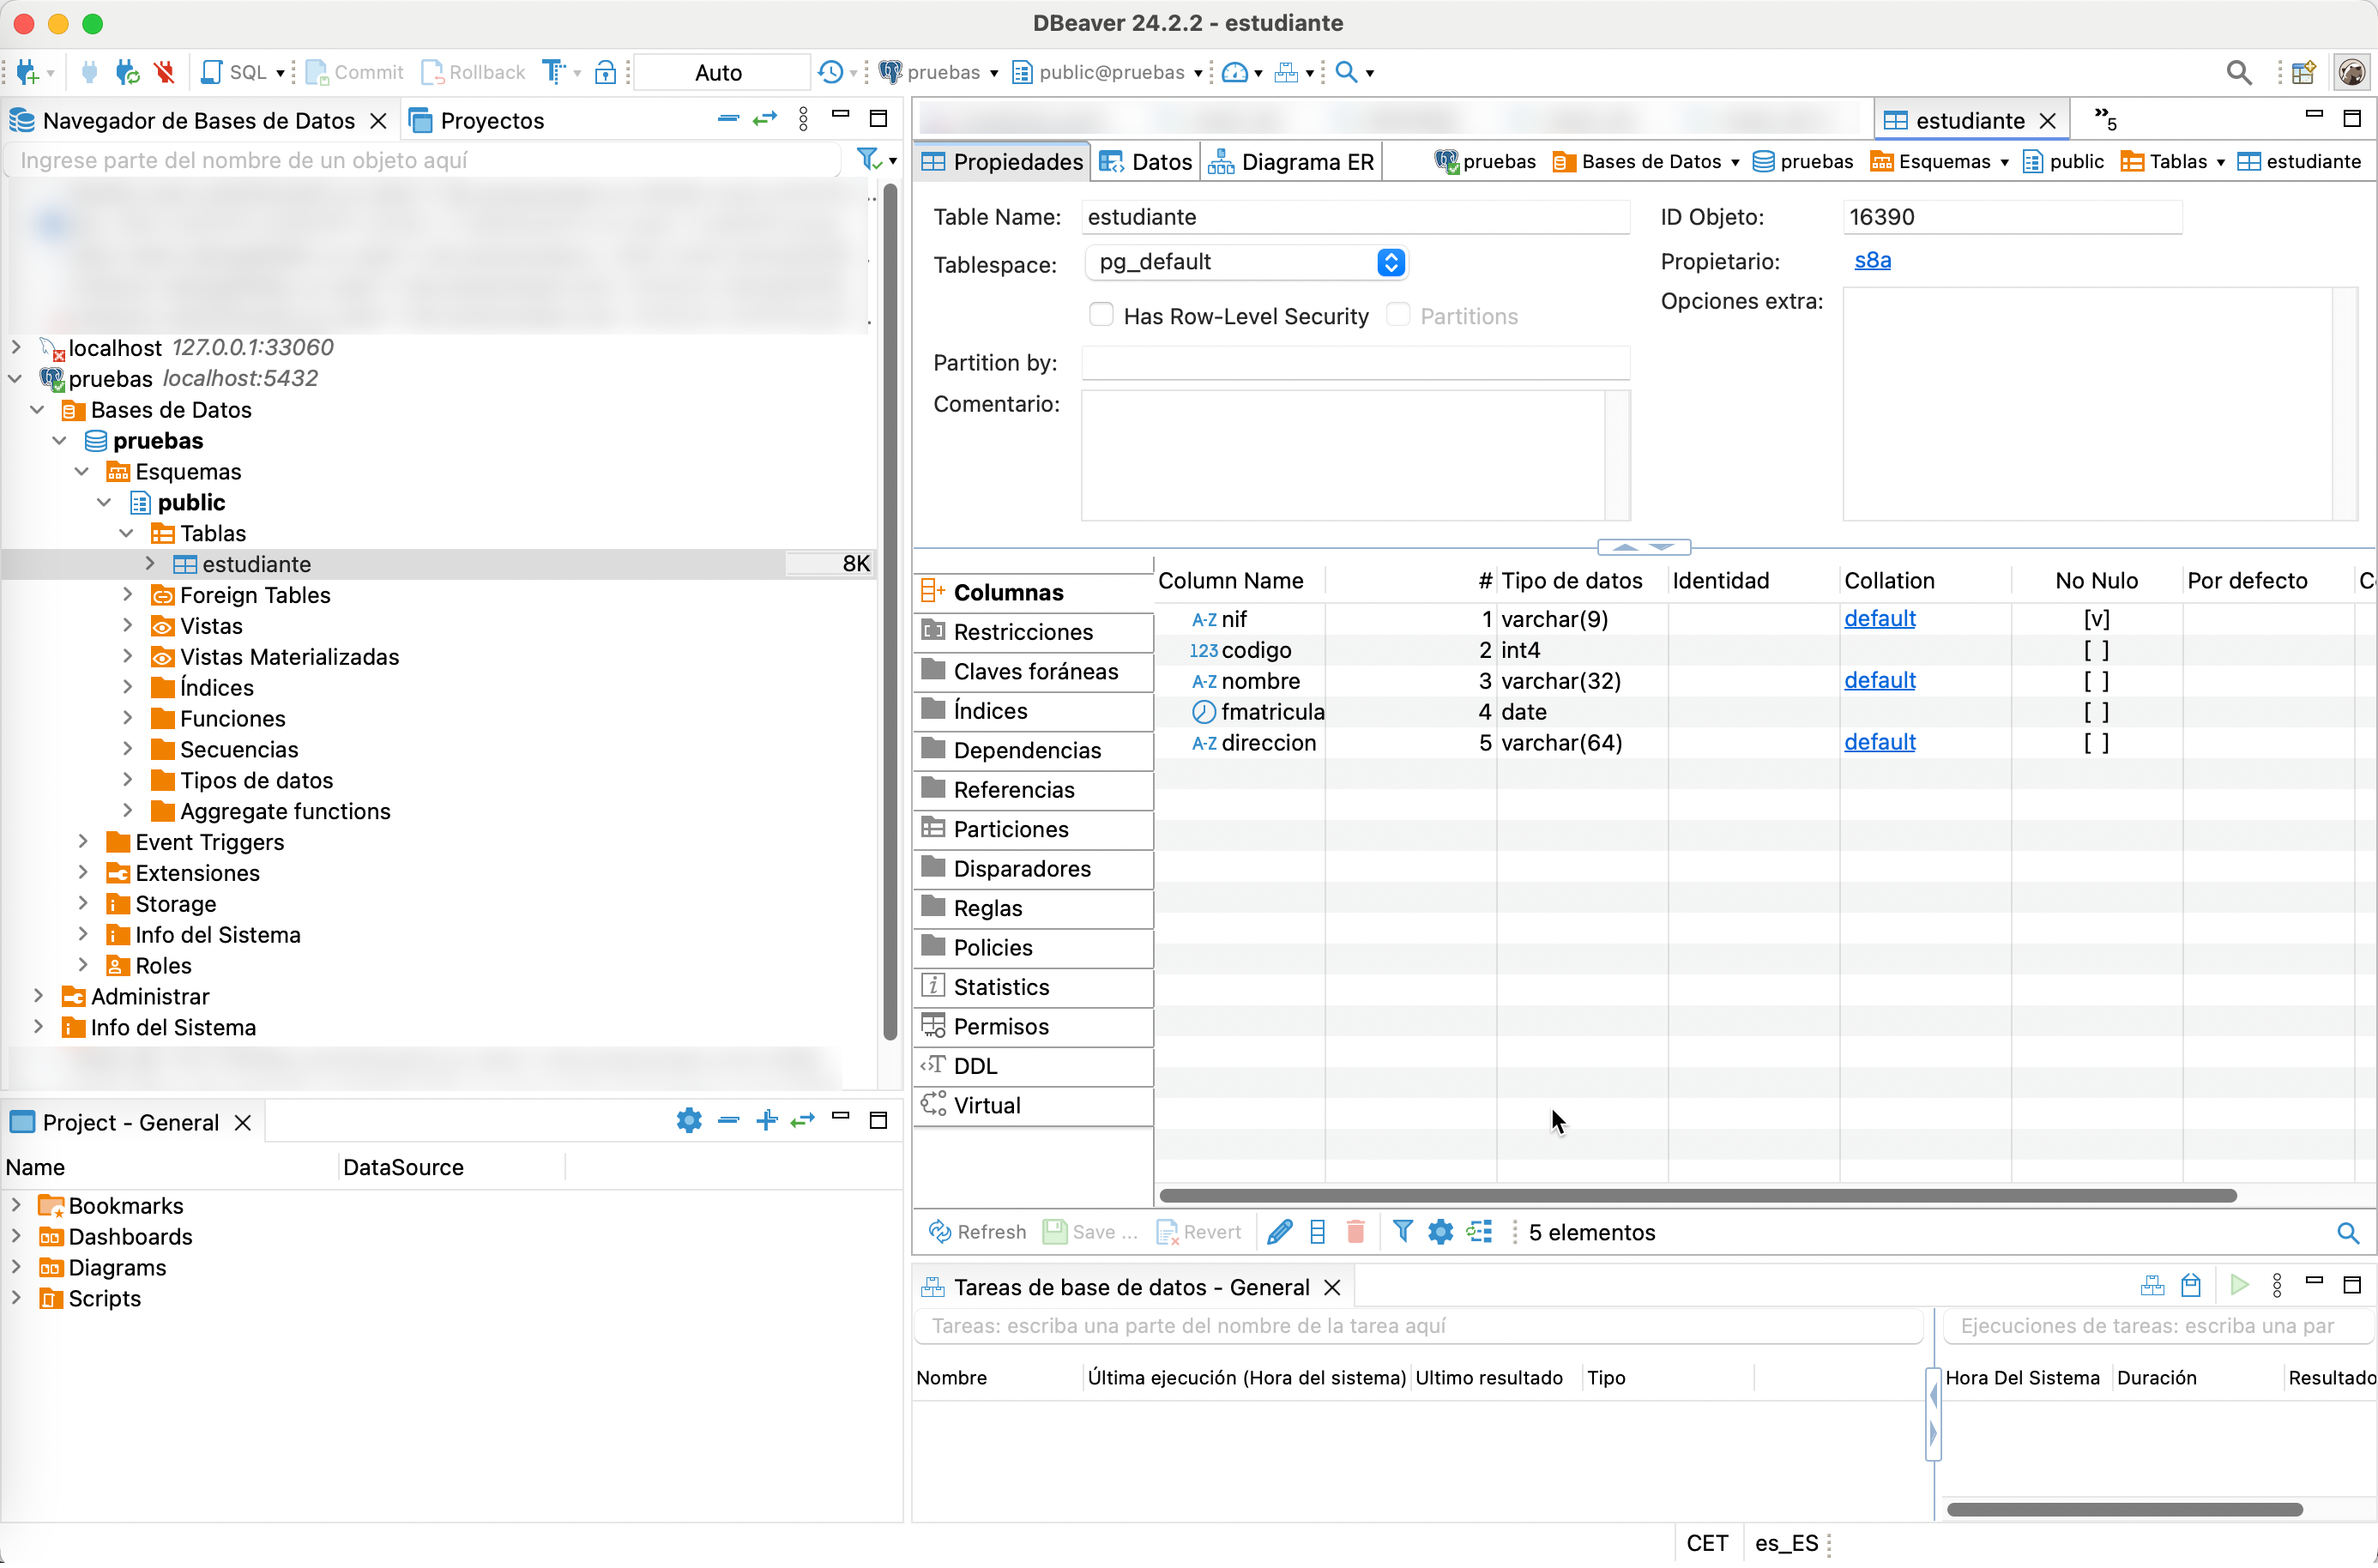 DBeaver 24.2.2 - estudiante
SQL Commit Rollback Auto pruebas public@pruebas
Navegador de Bases de Datos Proyectos
Ingrese parte del nombre de un objeto aquí
localhost 127.0.0.1:33060
pruebas localhost:5432
Bases de Datos
pruebas
Esquemas
public
Tablas
estudiante 8K
Foreign Tables
Vistas
Vistas Materializadas
Índices
Funciones
Secuencias
Tipos de datos
Aggregate functions
Event Triggers
Extensiones
Storage
Info del Sistema
Roles
Administrar
Info del Sistema
Project - General
Name DataSource
Bookmarks
Dashboards
Diagrams
Scripts
estudiante »5
Propiedades Datos Diagrama ER pruebas Bases de Datos pruebas Esquemas public Tablas estudiante
Table Name: estudiante ID Objeto: 16390
Tablespace: pg_default Propietario: s8a
Has Row-Level Security Partitions Opciones extra:
Partition by:
Comentario:
Columnas
Restricciones
Claves foráneas
Índices
Dependencias
Referencias
Particiones
Disparadores
Reglas
Policies
Statistics
Permisos
DDL
Virtual
Column Name # Tipo de datos Identidad Collation No Nulo Por defecto C
A-Z nif 1 varchar(9) default [v]
123 codigo 2 int4 [ ]
A-Z nombre 3 varchar(32) default [ ]
fmatricula 4 date [ ]
A-Z direccion 5 varchar(64) default [ ]
Refresh Save ... Revert 5 elementos
Tareas de base de datos - General
Tareas: escriba una parte del nombre de la tarea aquí Ejecuciones de tareas: escriba una par
Nombre Última ejecución (Hora del sistema) Ultimo resultado Tipo Hora Del Sistema Duración Resultado
CET es_ES